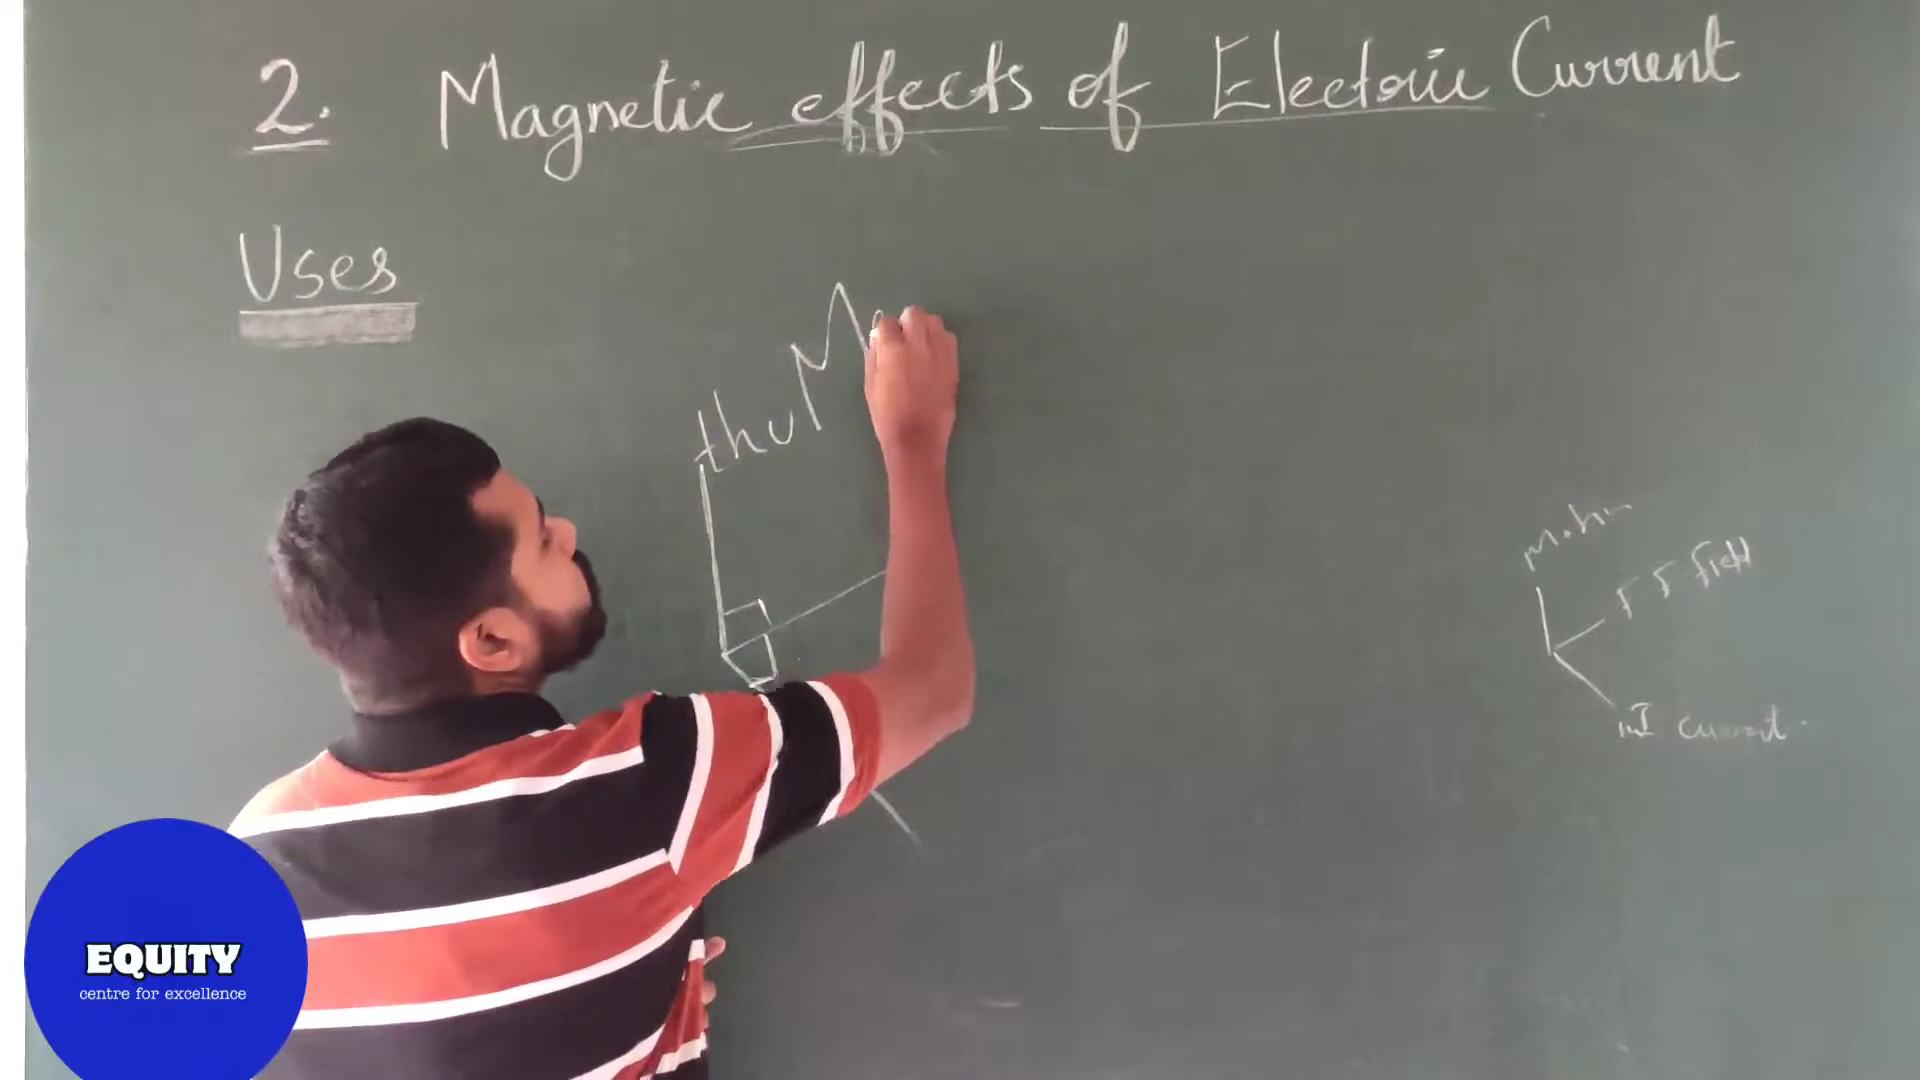 2. Magnetic effects of Electric Current
Uses
thuM
field
I current
EQUITY
centre for excellence